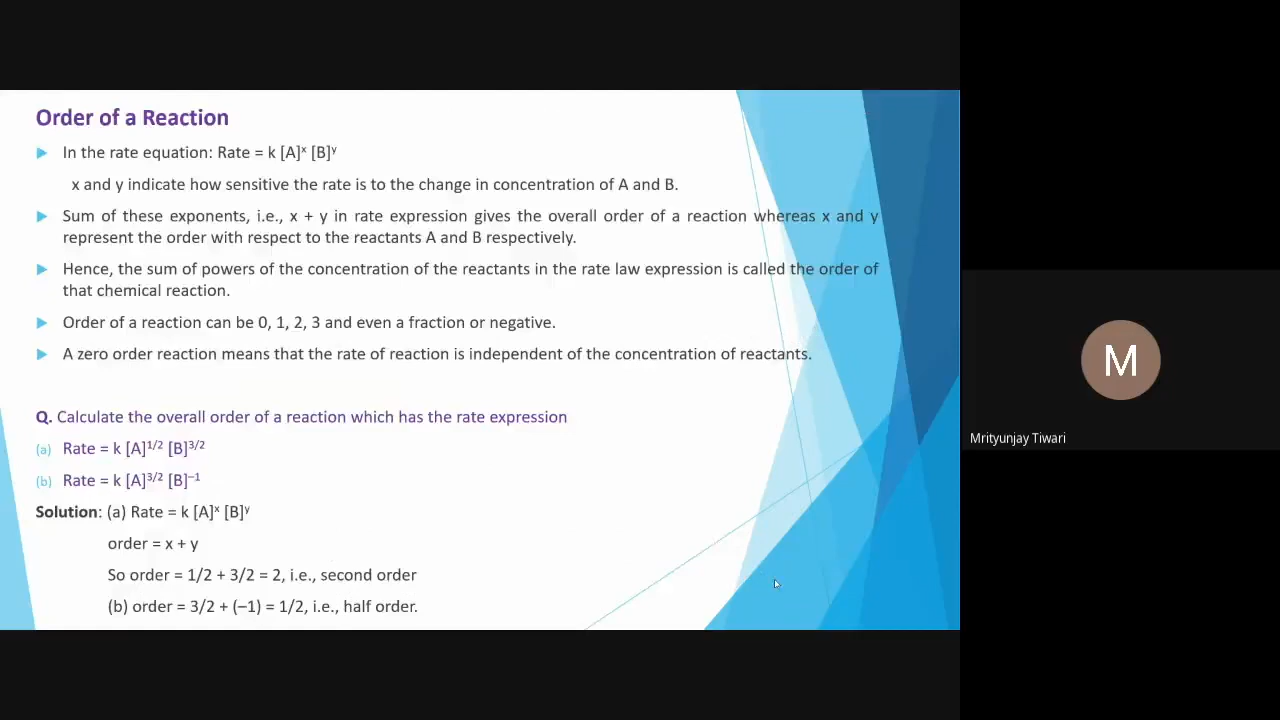 Order of a Reaction
In the rate equation: Rate = k [A]ˣ [B]ʸ
x and y indicate how sensitive the rate is to the change in concentration of A and B.
Sum of these exponents, i.e., x + y in rate expression gives the overall order of a reaction whereas x and y
represent the order with respect to the reactants A and B respectively.
Hence, the sum of powers of the concentration of the reactants in the rate law expression is called the order of
that chemical reaction.
Order of a reaction can be 0, 1, 2, 3 and even a fraction or negative.
A zero order reaction means that the rate of reaction is independent of the concentration of reactants.
Q. Calculate the overall order of a reaction which has the rate expression
(a) Rate = k [A]^1/2 [B]^3/2
(b) Rate = k [A]^3/2 [B]^–1
Solution: (a) Rate = k [A]ˣ [B]ʸ
order = x + y
So order = 1/2 + 3/2 = 2, i.e., second order
(b) order = 3/2 + (–1) = 1/2, i.e., half order.
M
Mrityunjay Tiwari